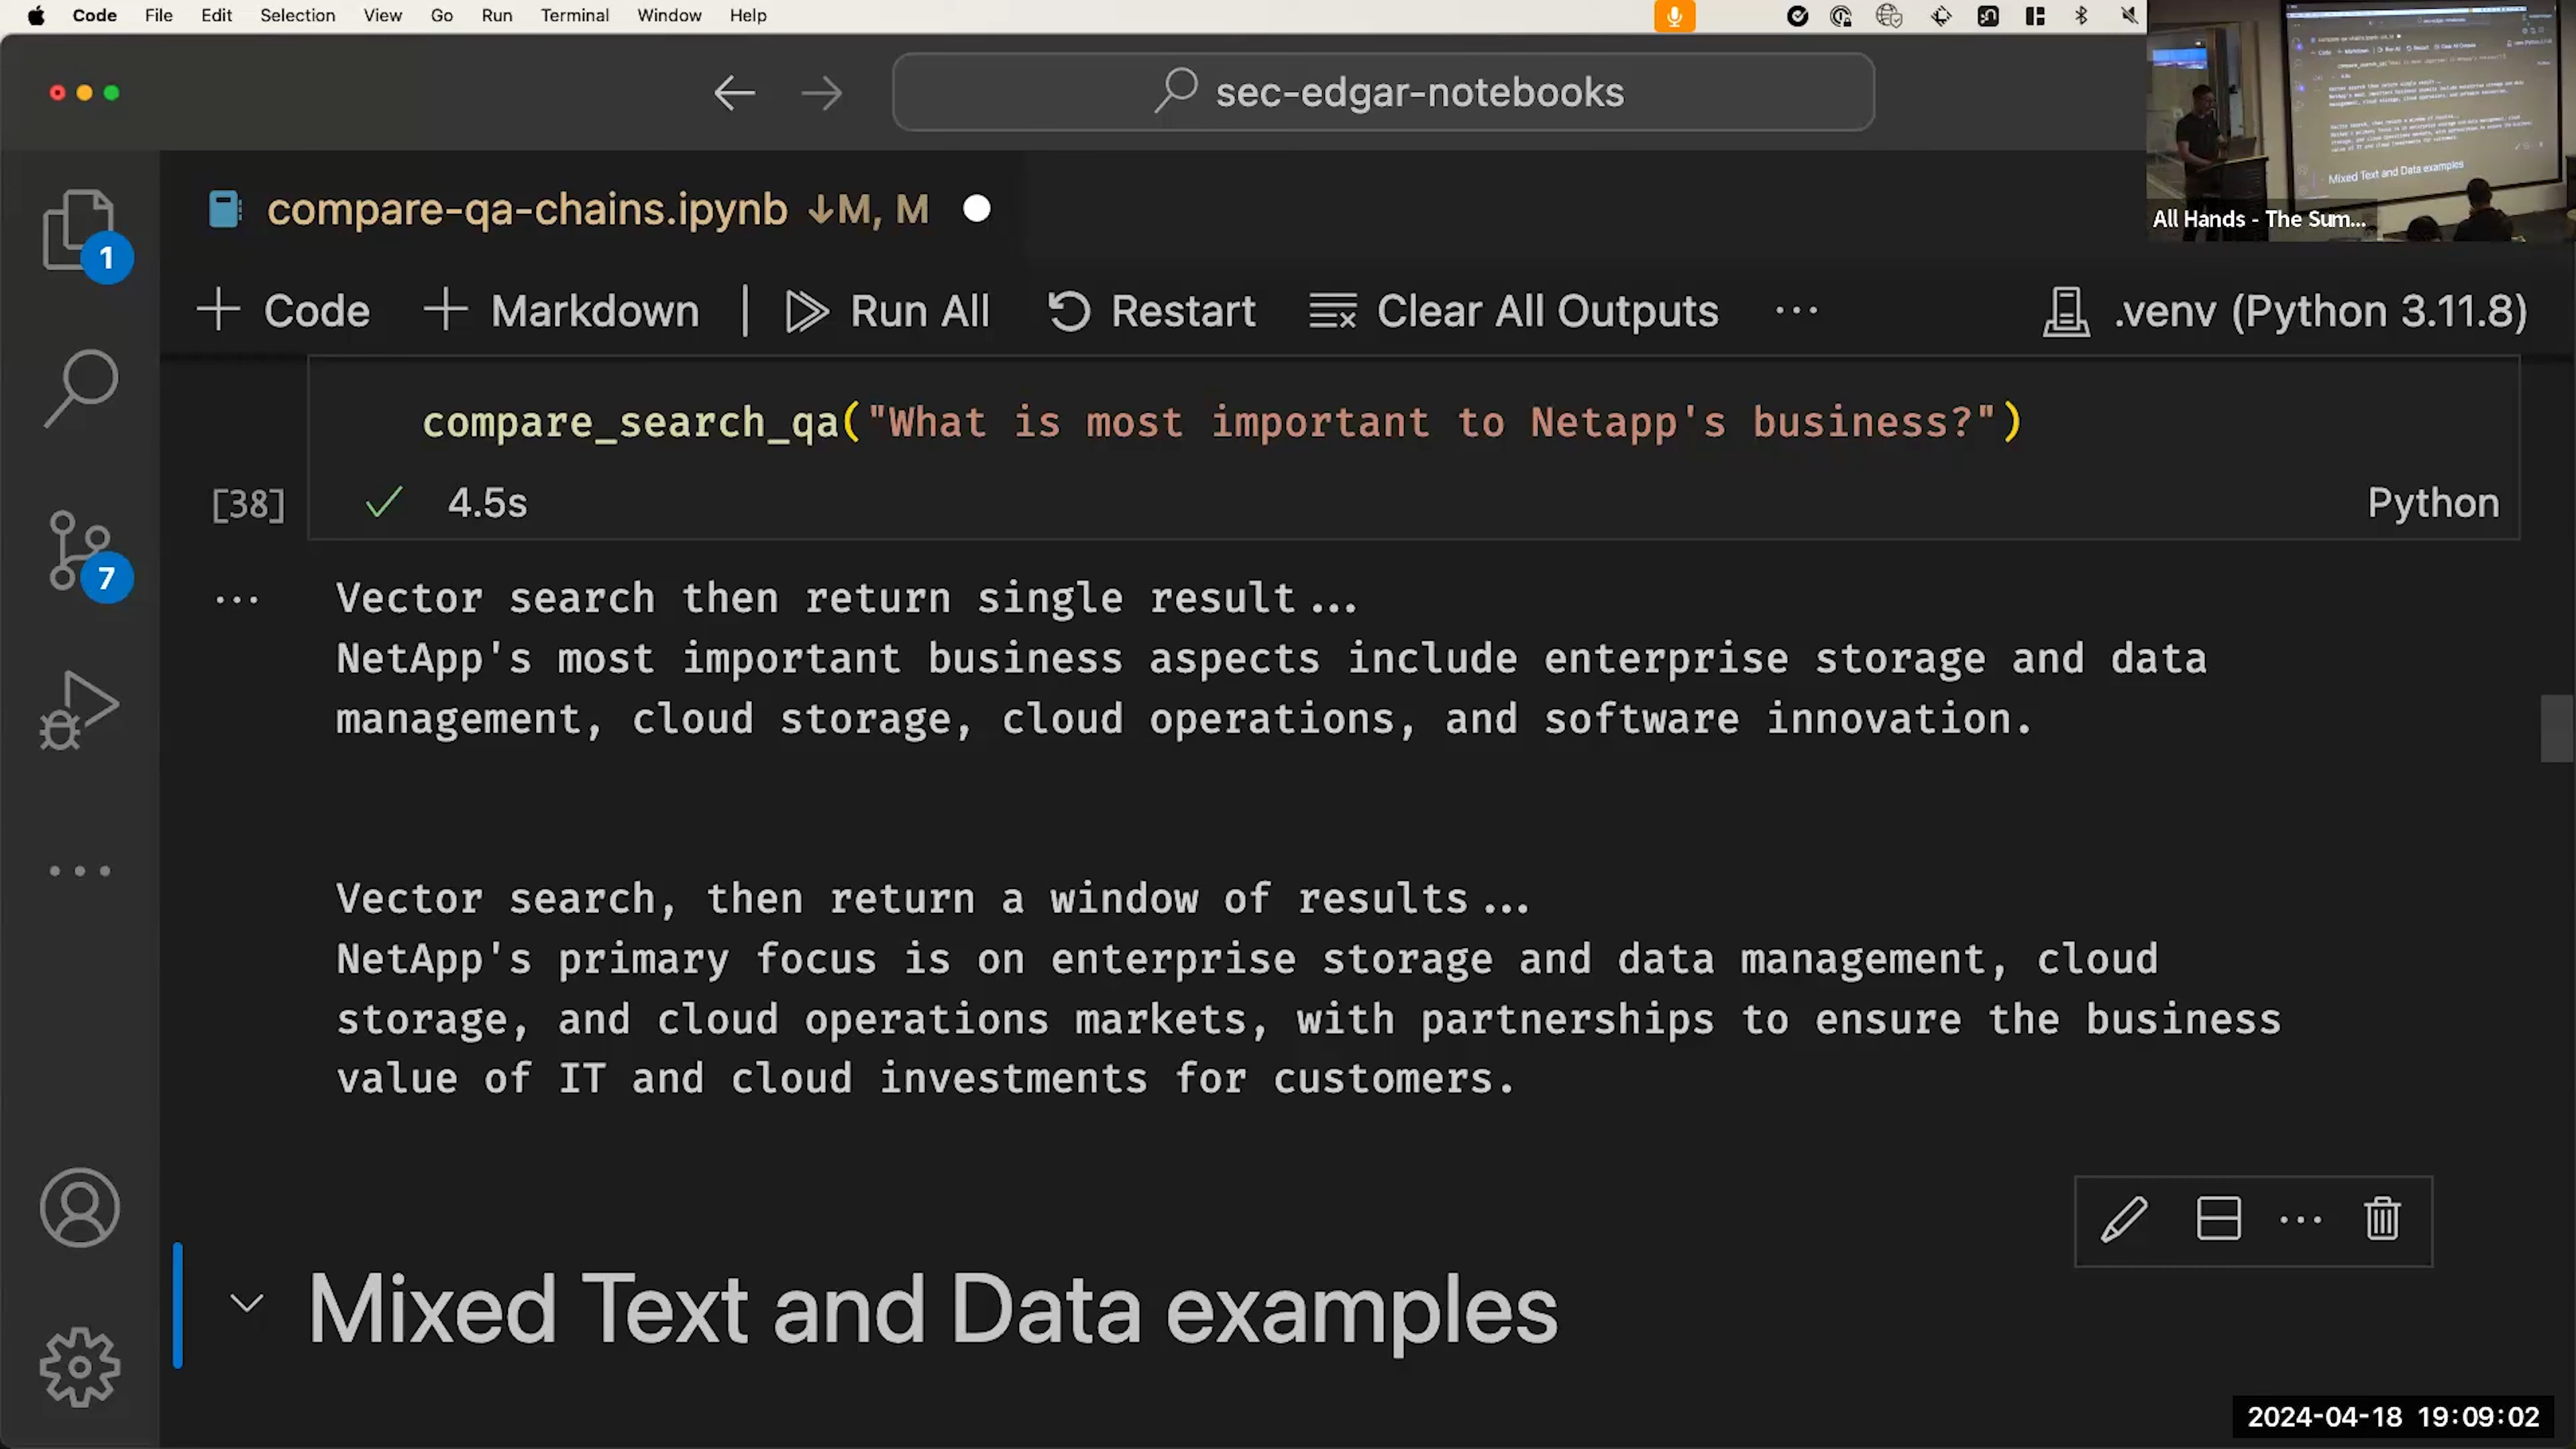 Code File Edit Selection View Go Run Terminal Window Help
sec-edgar-notebooks
All Hands - The Sum...
compare-qa-chains.ipynb ↓M, M
1
+ Code + Markdown | Run All Restart Clear All Outputs ... .venv (Python 3.11.8)
compare_search_qa("What is most important to Netapp's business?")
[38] ✓ 4.5s Python
7
... Vector search then return single result...
NetApp's most important business aspects include enterprise storage and data
management, cloud storage, cloud operations, and software innovation.
Vector search, then return a window of results...
NetApp's primary focus is on enterprise storage and data management, cloud
storage, and cloud operations markets, with partnerships to ensure the business
value of IT and cloud investments for customers.
Mixed Text and Data examples
2024-04-18 19:09:02